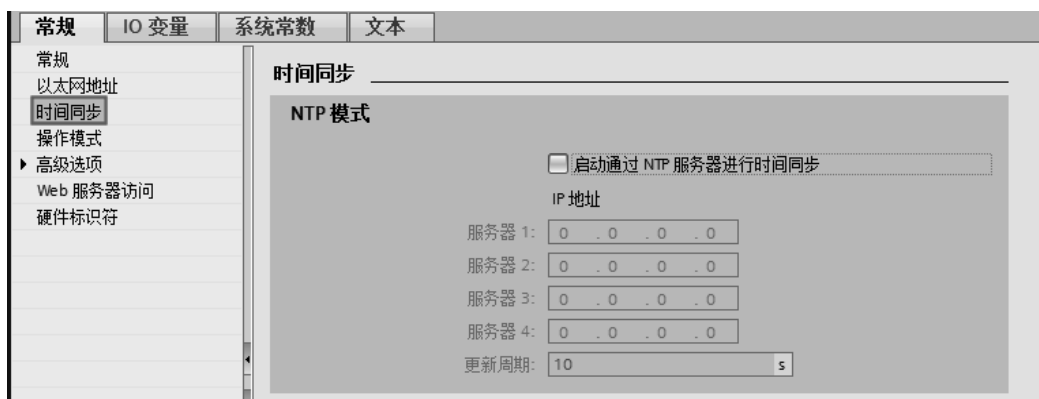 常规 IO 变量 系统常数 文本
常规
以太网地址
时间同步
操作模式
高级选项
Web 服务器访问
硬件标识符
时间同步
NTP 模式
启动通过 NTP 服务器进行时间同步
IP 地址
服务器 1: 0 . 0 . 0 . 0
服务器 2: 0 . 0 . 0 . 0
服务器 3: 0 . 0 . 0 . 0
服务器 4: 0 . 0 . 0 . 0
更新周期: 10 s